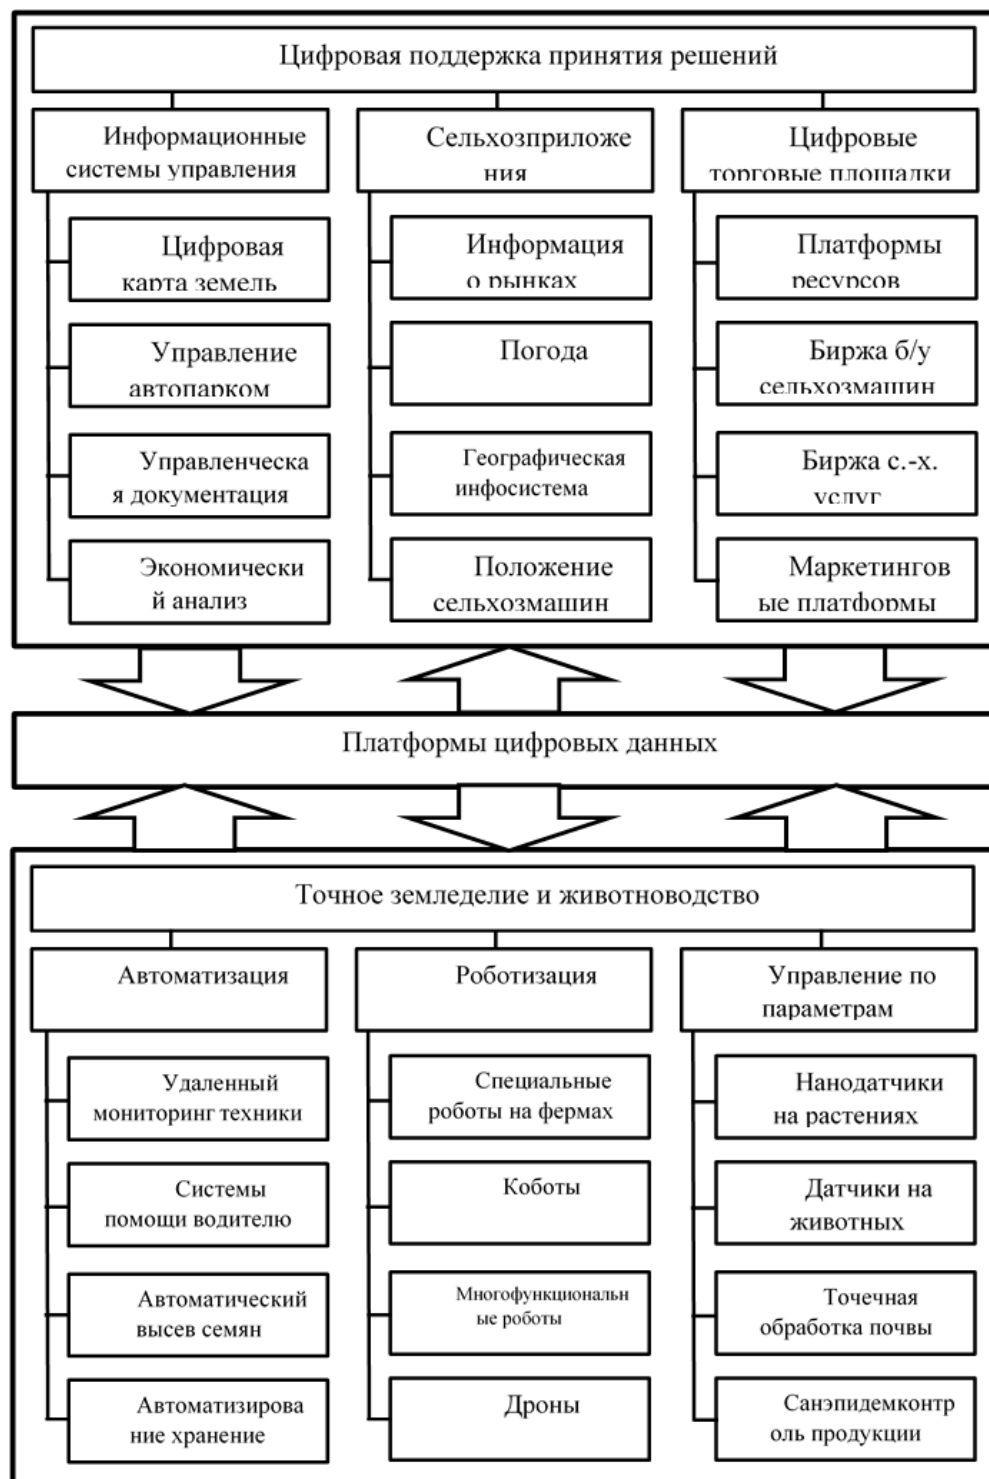 Цифровая поддержка принятия решений
Информационные
системы управления
Сельхозприложе
ния
Цифровые
торговые площадки
Цифровая
карта земель
Информация
о рынках
Платформы
ресурсов
Управление
автопарком
Погода
Биржа б/у
сельхозмашин
Управленческа
я документация
Географическая
инфосистема
Биржа с.-х.
услуг
Экономически
й анализ
Положение
сельхозмашин
Маркетингов
ые платформы
Платформы цифровых данных
Точное земледелие и животноводство
Автоматизация
Роботизация
Управление по
параметрам
Удаленный
мониторинг техники
Специальные
роботы на фермах
Нанодатчики
на растениях
Системы
помощи водителю
Коботы
Датчики на
животных
Автоматический
высев семян
Многофункциональн
ые роботы
Точечная
обработка почвы
Автоматизирова
ние хранение
Дроны
Санэпидемконтр
оль продукции